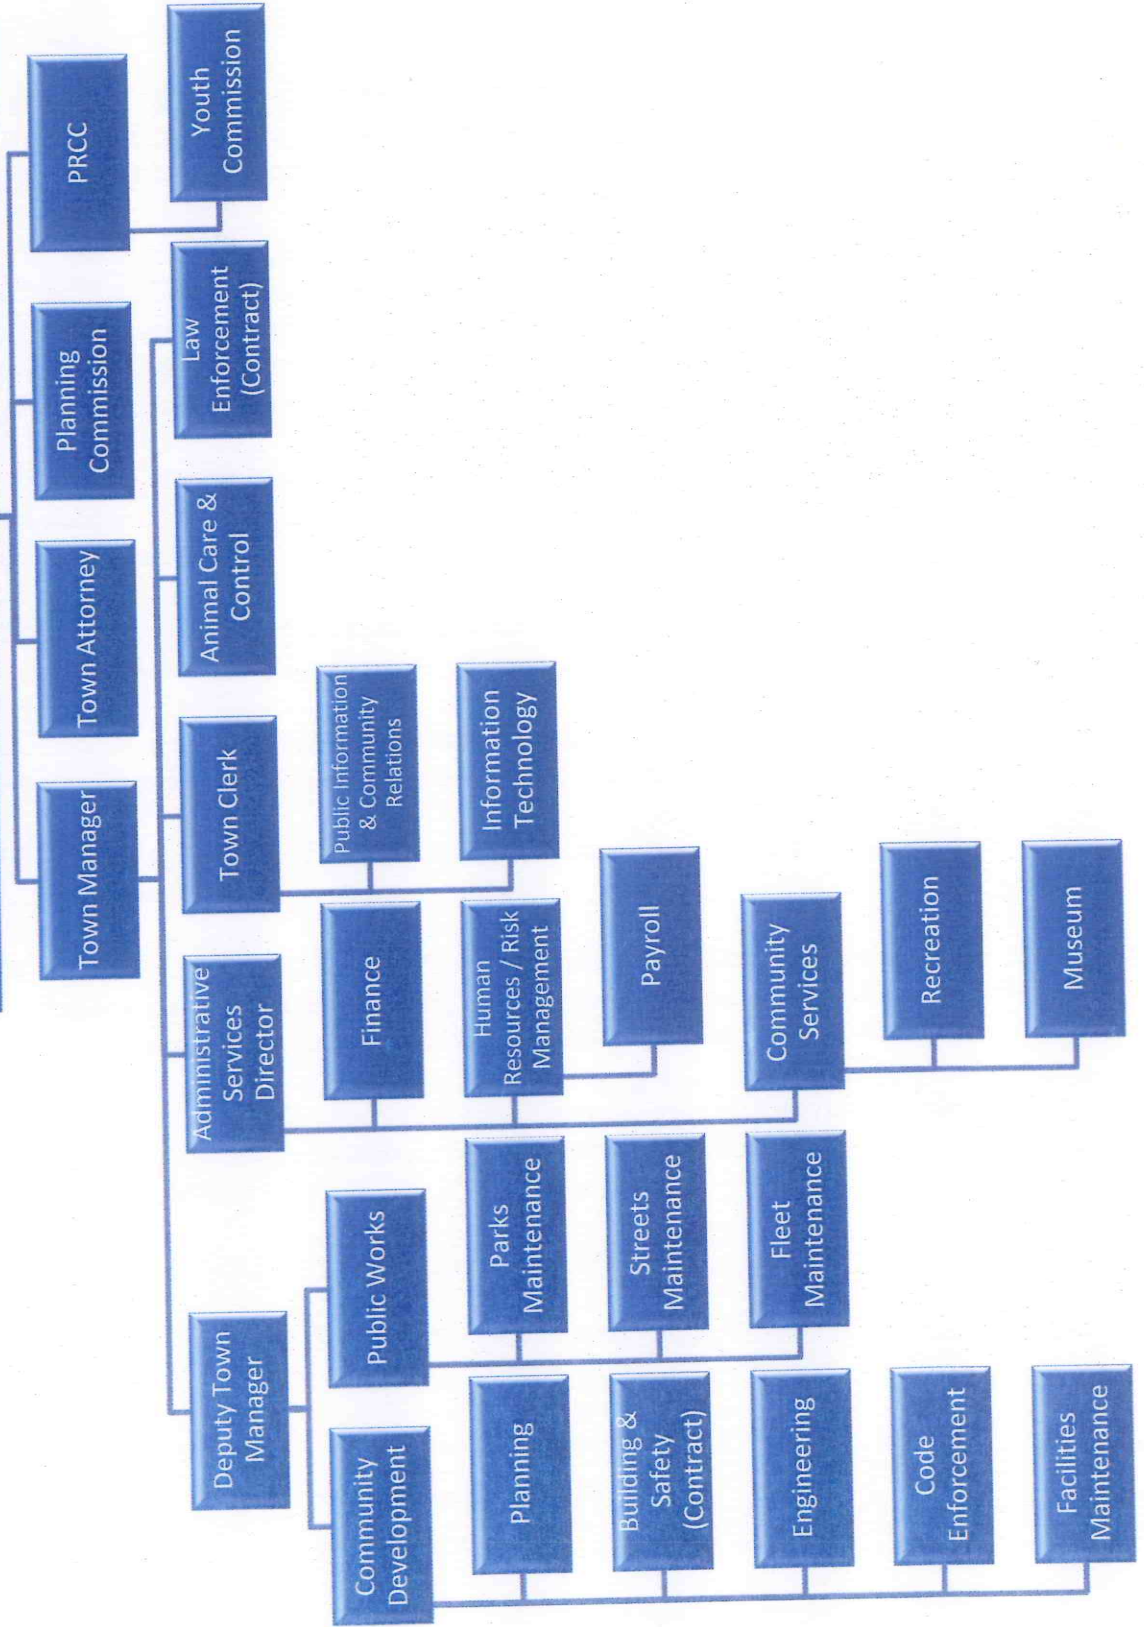 Town Manager
Town Attorney
Planning
Commission
PRCC
Deputy Town
Manager
Administrative
Services
Director
Town Clerk
Animal Care &
Control
Law
Enforcement
(Contract)
Youth
Commission
Community
Development
Public Works
Finance
Public Information
& Community
Relations
Planning
Parks
Maintenance
Human
Resources / Risk
Management
Information
Technology
Building &
Safety
(Contract)
Streets
Maintenance
Payroll
Engineering
Fleet
Maintenance
Community
Services
Code
Enforcement
Recreation
Facilities
Maintenance
Museum